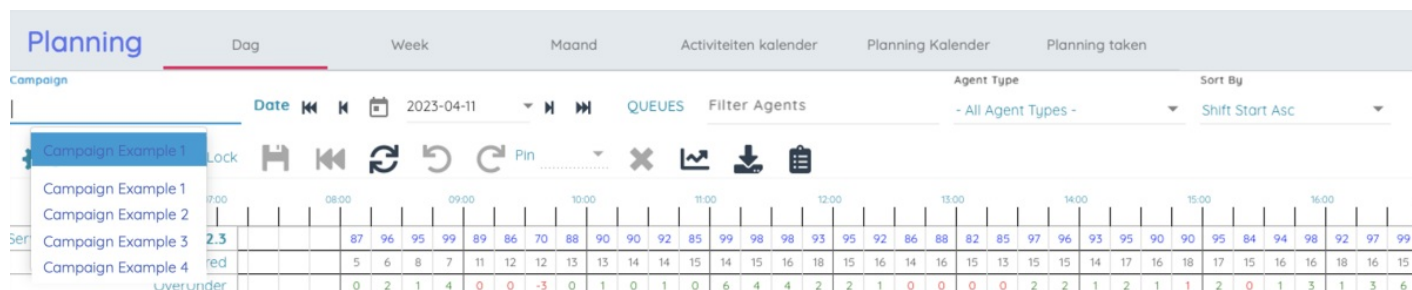 Planning Dag Week Maand Activiteiten kalender Planning Kalender Planning taken
Campaign Agent Type Sort By
Date 2023-04-11 QUEUES Filter Agents - All Agent Types - Shift Start Asc
Campaign Example 1 Lock Pin
Campaign Example 1
Campaign Example 2
Campaign Example 3
Campaign Example 4
07:00 08:00 09:00 10:00 11:00 12:00 13:00 14:00 15:00 16:00
Ser 2.3 87 96 95 99 89 86 70 88 90 90 92 85 99 98 98 93 95 92 86 88 82 85 97 96 93 95 90 90 95 84 94 98 92 97 99
red 5 6 8 7 11 12 12 13 13 14 14 15 14 15 16 18 15 16 14 16 15 13 15 15 14 17 16 18 17 15 16 16 18 16 15
OverUnder 0 2 1 4 0 0 -3 0 1 0 1 0 6 4 4 2 2 1 0 0 0 0 2 2 1 2 1 1 2 0 1 3 1 3 6